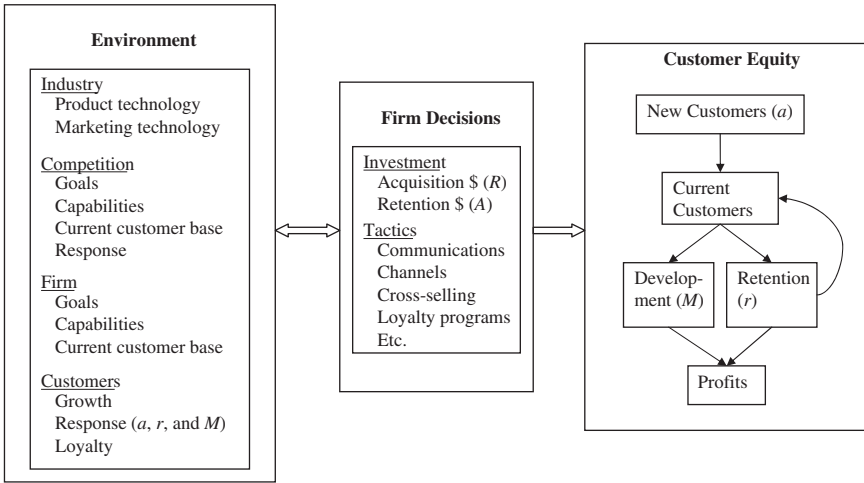 Environment
Industry
Product technology
Marketing technology
Competition
Goals
Capabilities
Current customer base
Response
Firm
Goals
Capabilities
Current customer base
Customers
Growth
Response (a, r, and M)
Loyalty
Firm Decisions
Investment
Acquisition $ (R)
Retention $ (A)
Tactics
Communications
Channels
Cross-selling
Loyalty programs
Etc.
Customer Equity
New Customers (a)
Current
Customers
Develop-
ment (M)
Retention
(r)
Profits